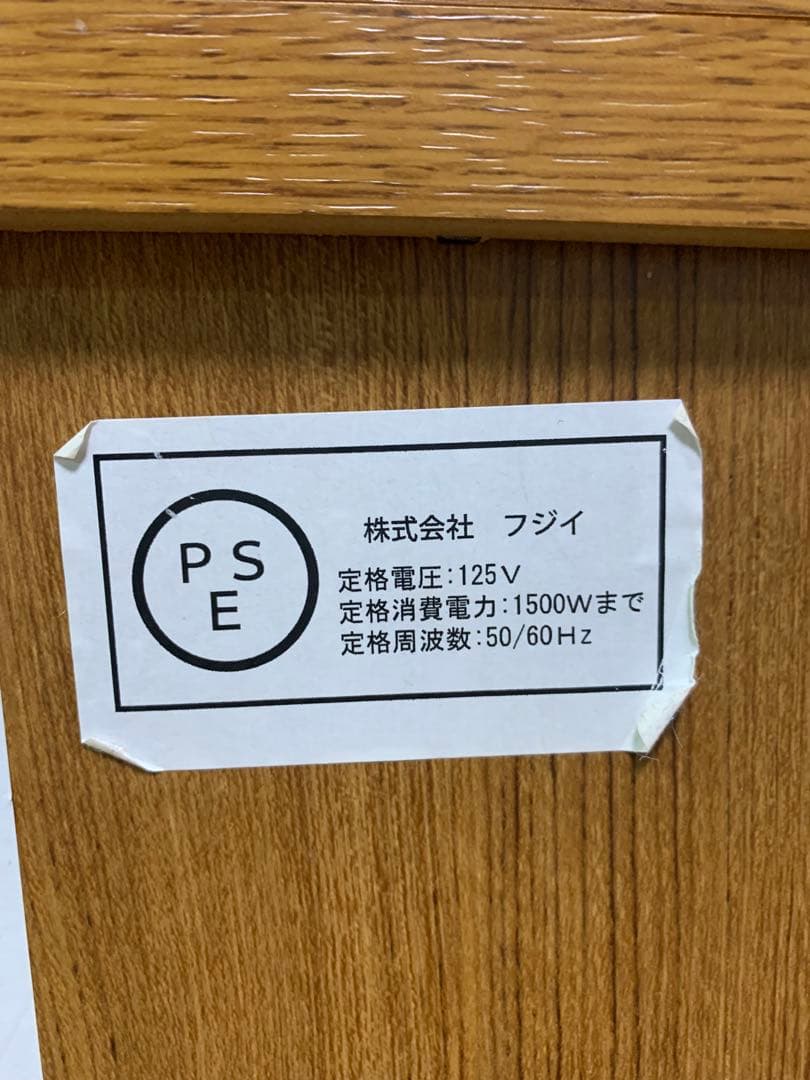 PS
E
株式会社　フジイ
定格電圧:125V
定格消費電力:1500Wまで
定格周波数:50/60Hz